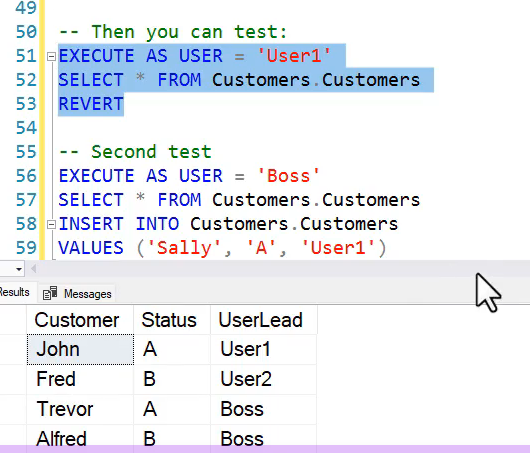 49
50 -- Then you can test:
51 EXECUTE AS USER = 'User1'
52 SELECT * FROM Customers.Customers
53 REVERT
54
55 -- Second test
56 EXECUTE AS USER = 'Boss'
57 SELECT * FROM Customers.Customers
58 INSERT INTO Customers.Customers
59 VALUES ('Sally', 'A', 'User1')
Results Messages
Customer Status UserLead
John A User1
Fred B User2
Trevor A Boss
Alfred B Boss